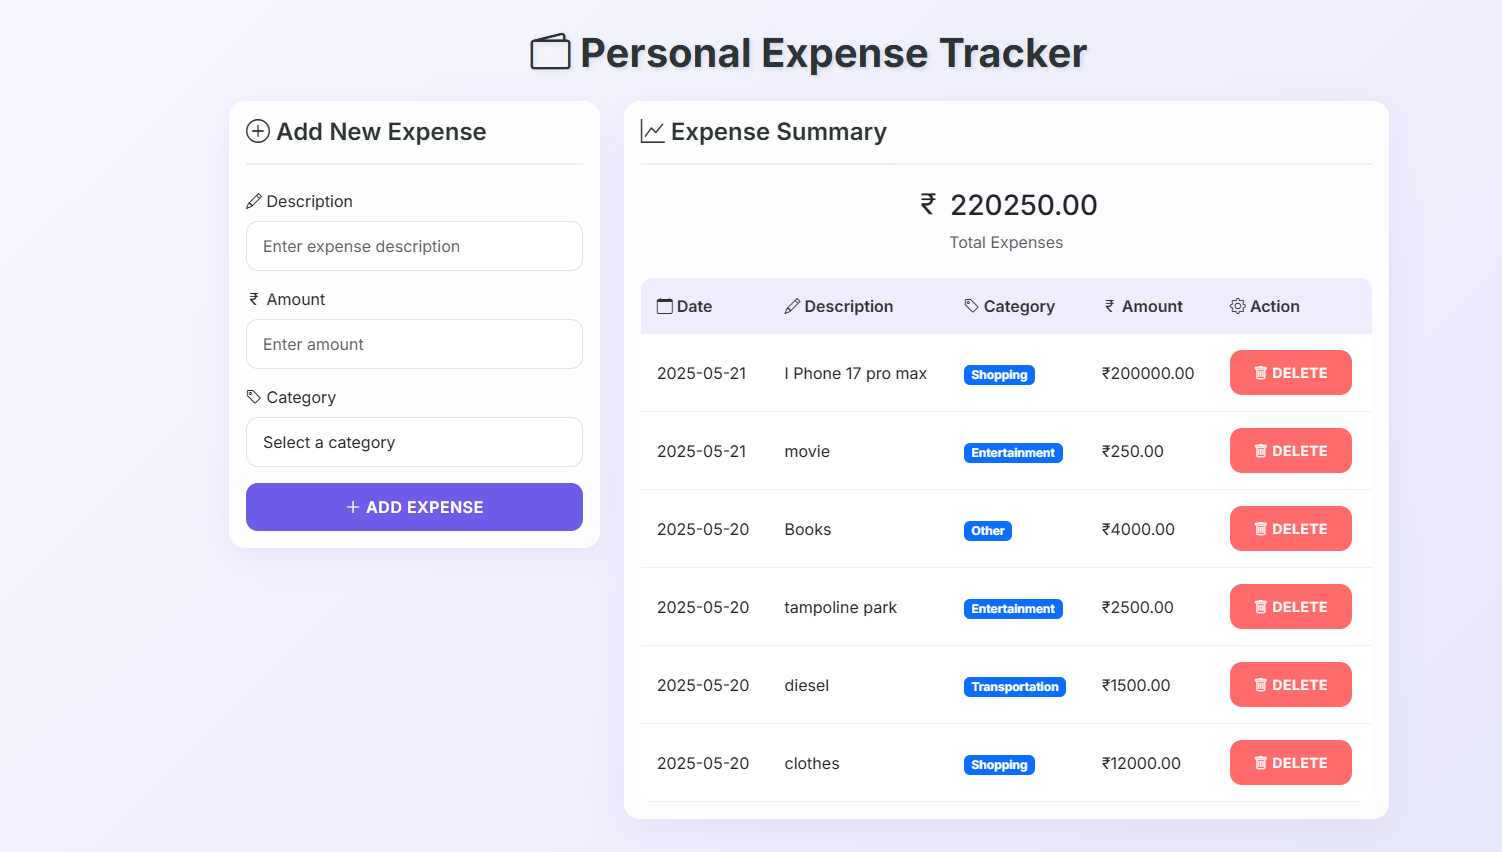 Personal Expense Tracker
Add New Expense
Description
Enter expense description
₹ Amount
Enter amount
Category
Select a category
+ ADD EXPENSE
Expense Summary
₹ 220250.00
Total Expenses
Date Description Category ₹ Amount Action
2025-05-21 I Phone 17 pro max Shopping ₹200000.00 DELETE
2025-05-21 movie Entertainment ₹250.00 DELETE
2025-05-20 Books Other ₹4000.00 DELETE
2025-05-20 tampoline park Entertainment ₹2500.00 DELETE
2025-05-20 diesel Transportation ₹1500.00 DELETE
2025-05-20 clothes Shopping ₹12000.00 DELETE